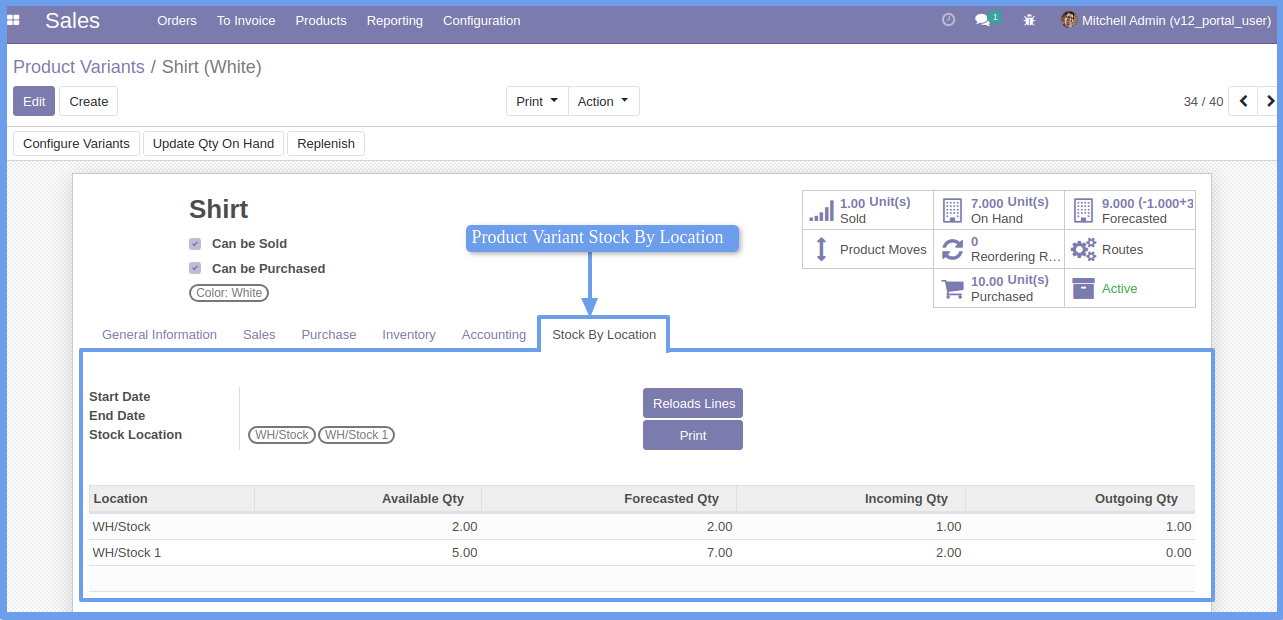 Sales Orders To Invoice Products Reporting Configuration 1 Mitchell Admin (v12_portal_user)
Product Variants / Shirt (White)
Edit Create Print Action 34 / 40
Configure Variants Update Qty On Hand Replenish
Shirt
Can be Sold
Can be Purchased
Color: White
1.00 Unit(s)
Sold
7.000 Unit(s)
On Hand
9.000 (-1.000+3
Forecasted
Product Moves
0
Reordering R...
Routes
10.00 Unit(s)
Purchased
Active
Product Variant Stock By Location
General Information Sales Purchase Inventory Accounting Stock By Location
Start Date
End Date
Stock Location WH/Stock WH/Stock 1
Reloads Lines
Print
Location Available Qty Forecasted Qty Incoming Qty Outgoing Qty
WH/Stock 2.00 2.00 1.00 1.00
WH/Stock 1 5.00 7.00 2.00 0.00